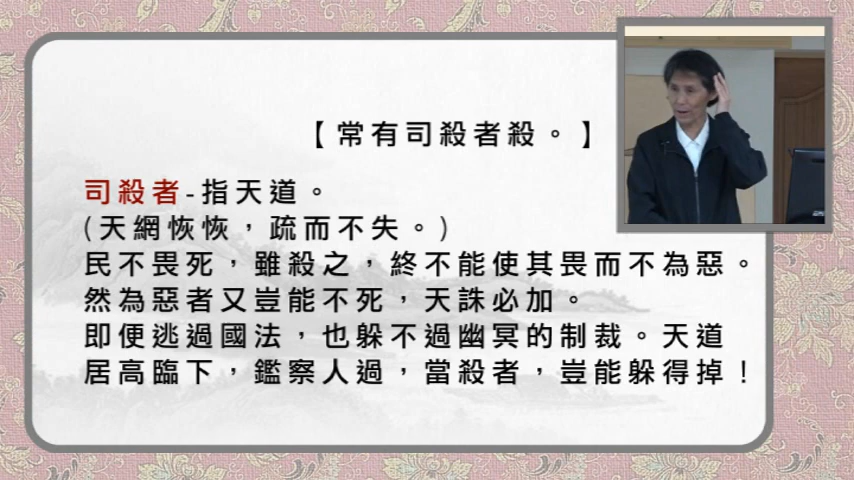 【常有司殺者殺。】
司殺者-指天道。
(天網恢恢，疏而不失。)
民不畏死，雖殺之，終不能使其畏而不為惡。
然為惡者又豈能不死，天誅必加。
即便逃過國法，也躲不過幽冥的制裁。天道
居高臨下，鑑察人過，當殺者，豈能躲得掉！